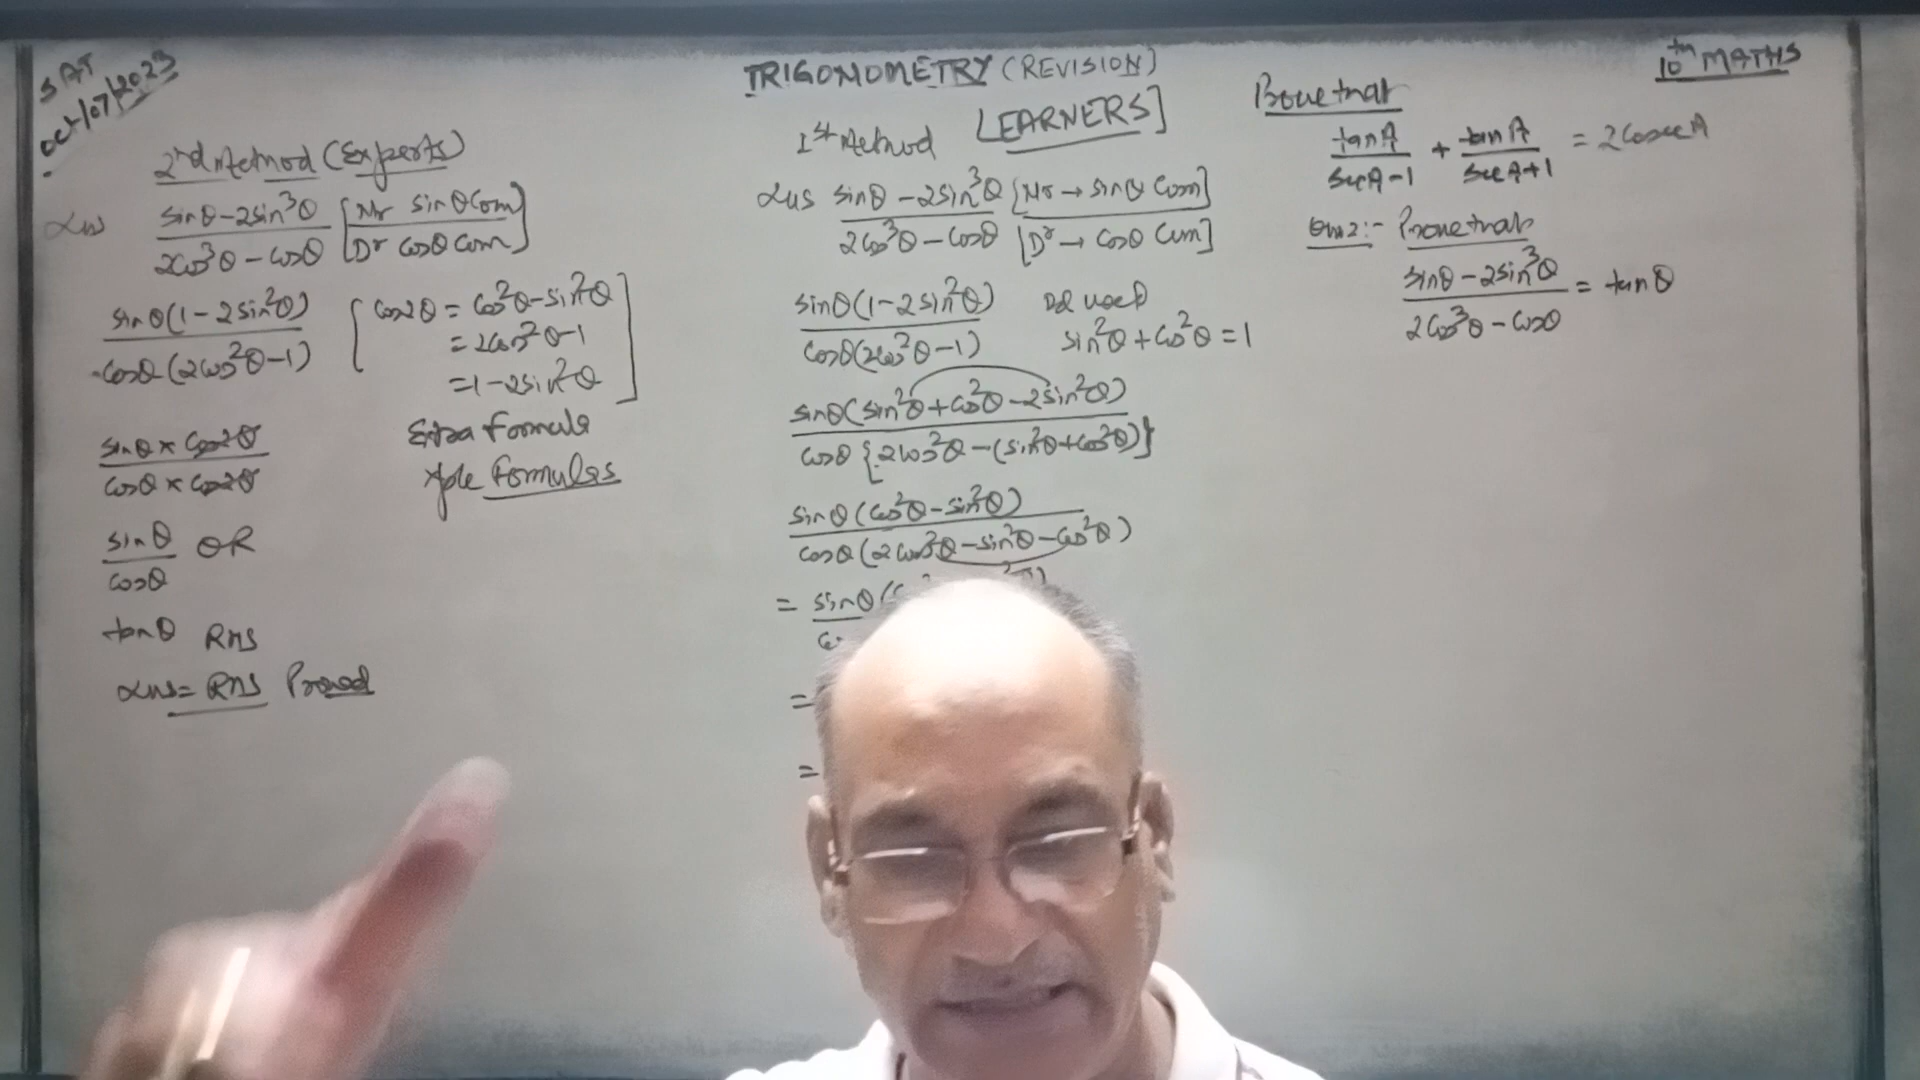 SAT
Oct/07/2023
TRIGONOMETRY (REVISION)
10th MATHS
2nd Method (Experts)
LHS sinθ-2sin³θ / 2cos³θ-cosθ [Nr sinθ Com / Dr cosθ Com]
sinθ(1-2sin²θ) / cosθ(2cos²θ-1)
[cos2θ = cos²θ-sin²θ
= 2cos²θ-1
= 1-2sin²θ]
Extra Formula
Formulas
sinθ × cos2θ / cosθ × cos2θ
sinθ / cosθ OR
tanθ RHS
LHS = RHS Proved
1st Method [LEARNERS]
LHS sinθ-2sin³θ / 2cos³θ-cosθ [Nr → sinθ Com] / [Dr → cosθ Com]
sinθ(1-2sin²θ) / cosθ(2cos²θ-1)
sin²θ+cos²θ=1
sinθ(sin²θ+cos²θ-2sin²θ) / cosθ{2cos²θ-(sin²θ+cos²θ)}
sinθ(cos²θ-sin²θ) / cosθ(2cos²θ-sin²θ-cos²θ)
= sinθ(
=
=
Prove that
tanA / secA-1 + tanA / secA+1 = 2cosecA
Qns2:- Prove that
sinθ-2sin³θ / 2cos³θ-cosθ = tanθ